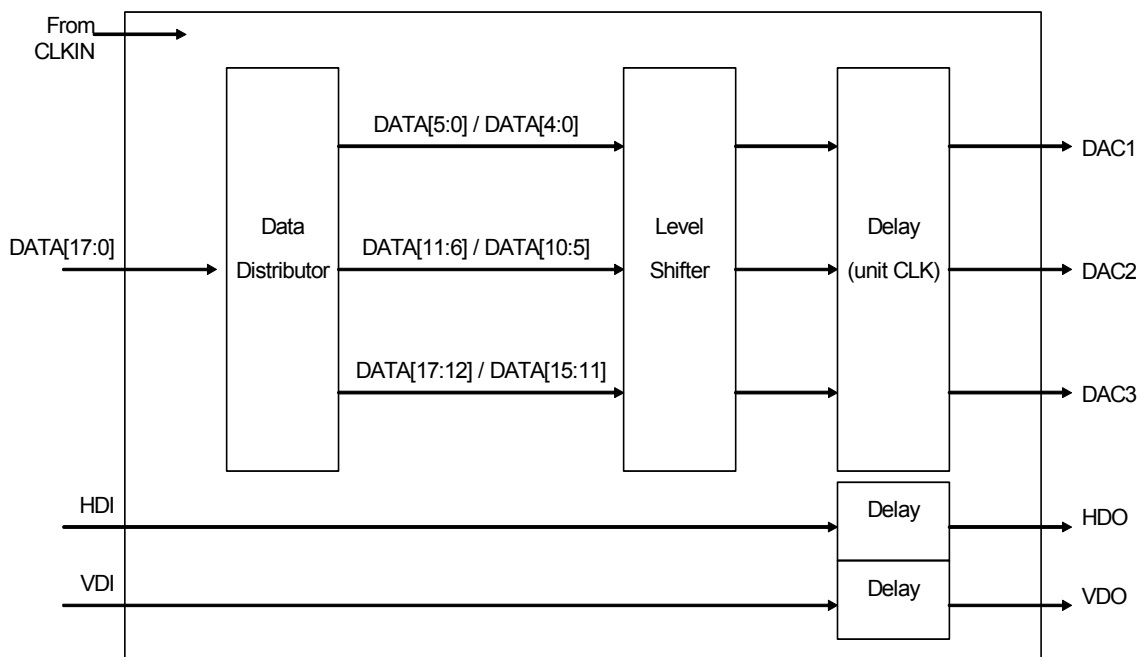 From
CLKIN
DATA[5:0] / DATA[4:0]
DAC1
DATA[17:0]
Data
Distributor
DATA[11:6] / DATA[10:5]
Level
Shifter
Delay
(unit CLK)
DAC2
DATA[17:12] / DATA[15:11]
DAC3
HDI
Delay
HDO
VDI
Delay
VDO